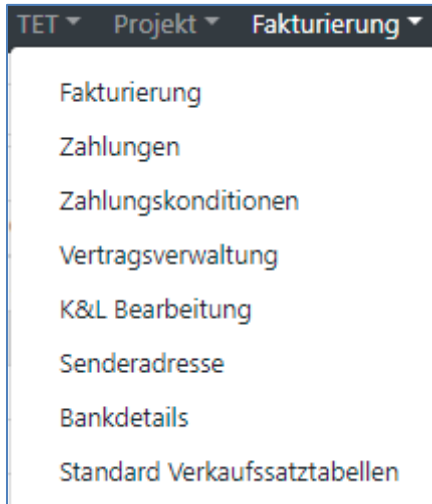 TET Projekt Fakturierung
Fakturierung
Zahlungen
Zahlungskonditionen
Vertragsverwaltung
K&L Bearbeitung
Senderadresse
Bankdetails
Standard Verkaufssatztabellen